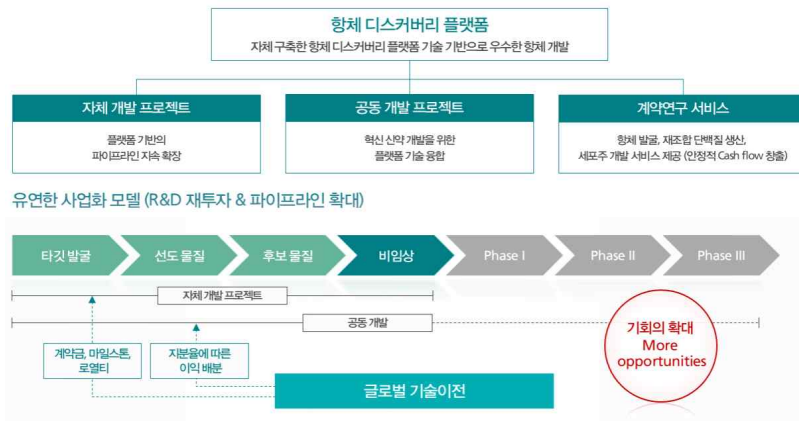 항체 디스커버리 플랫폼
자체 구축한 항체 디스커버리 플랫폼 기술 기반으로 우수한 항체 개발
자체 개발 프로젝트
플랫폼 기반의
파이프라인 지속 확장
공동 개발 프로젝트
혁신 신약 개발을 위한
플랫폼 기술 융합
계약연구 서비스
항체 발굴, 재조합 단백질 생산,
세포주 개발 서비스 제공 (안정적 Cash flow 창출)
유연한 사업화 모델 (R&D 재투자 & 파이프라인 확대)
타깃 발굴
선도 물질
후보 물질
비임상
Phase I
Phase II
Phase III
자체 개발 프로젝트
공동 개발
계약금, 마일스톤,
로열티
지분율에 따른
이익 배분
기회의 확대
More
opportunities
글로벌 기술이전